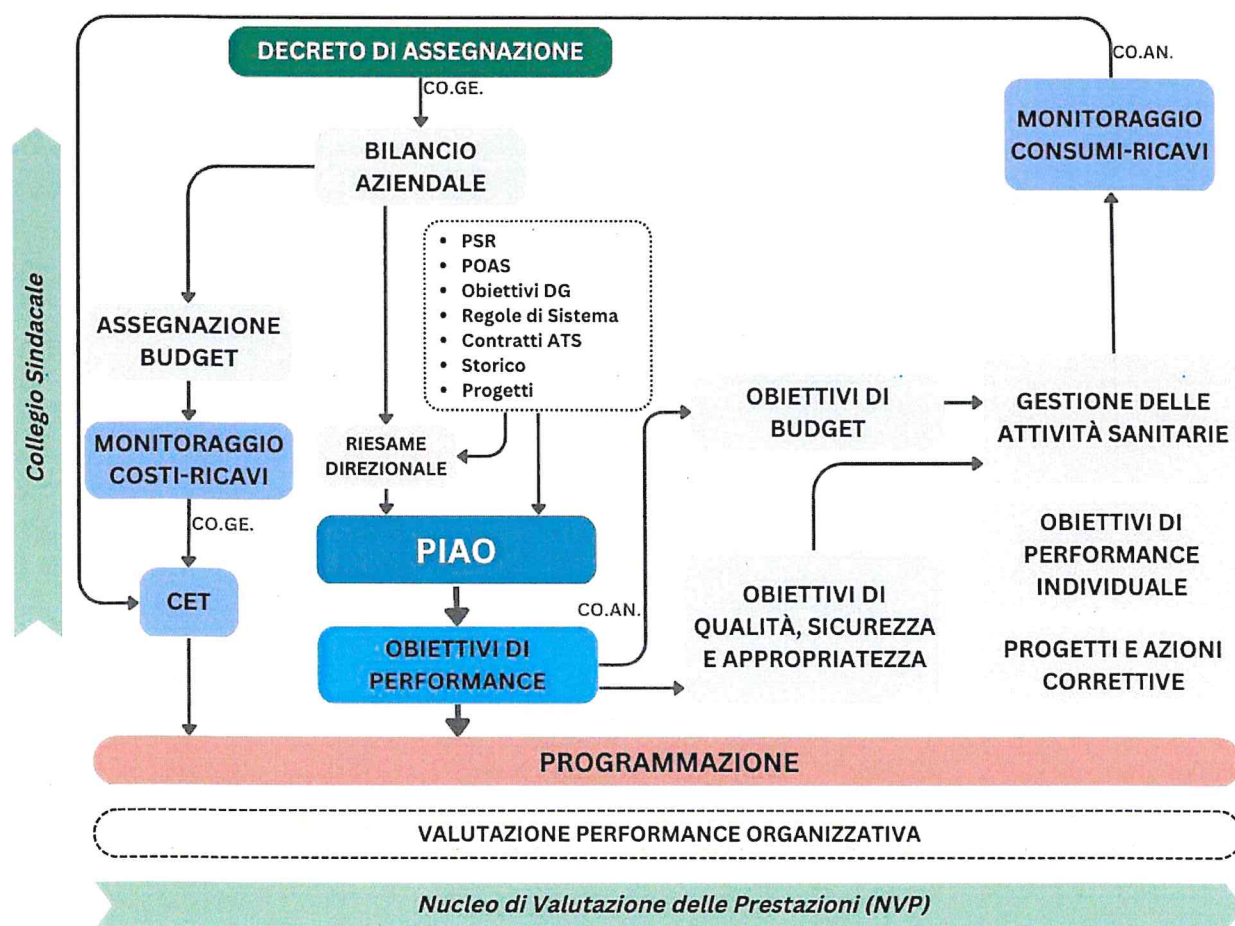 DECRETO DI ASSEGNAZIONE
CO.GE.
CO.AN.
MONITORAGGIO
CONSUMI-RICAVI
BILANCIO
AZIENDALE
Collegio Sindacale
• PSR
• POAS
• Obiettivi DG
• Regole di Sistema
• Contratti ATS
• Storico
• Progetti
ASSEGNAZIONE
BUDGET
MONITORAGGIO
COSTI-RICAVI
CO.GE.
CET
RIESAME
DIREZIONALE
PIAO
OBIETTIVI DI
PERFORMANCE
CO.AN.
OBIETTIVI DI
BUDGET
OBIETTIVI DI
QUALITÀ, SICUREZZA
E APPROPRIATEZZA
GESTIONE DELLE
ATTIVITÀ SANITARIE
OBIETTIVI DI
PERFORMANCE
INDIVIDUALE
PROGETTI E AZIONI
CORRETTIVE
PROGRAMMAZIONE
VALUTAZIONE PERFORMANCE ORGANIZZATIVA
Nucleo di Valutazione delle Prestazioni (NVP)